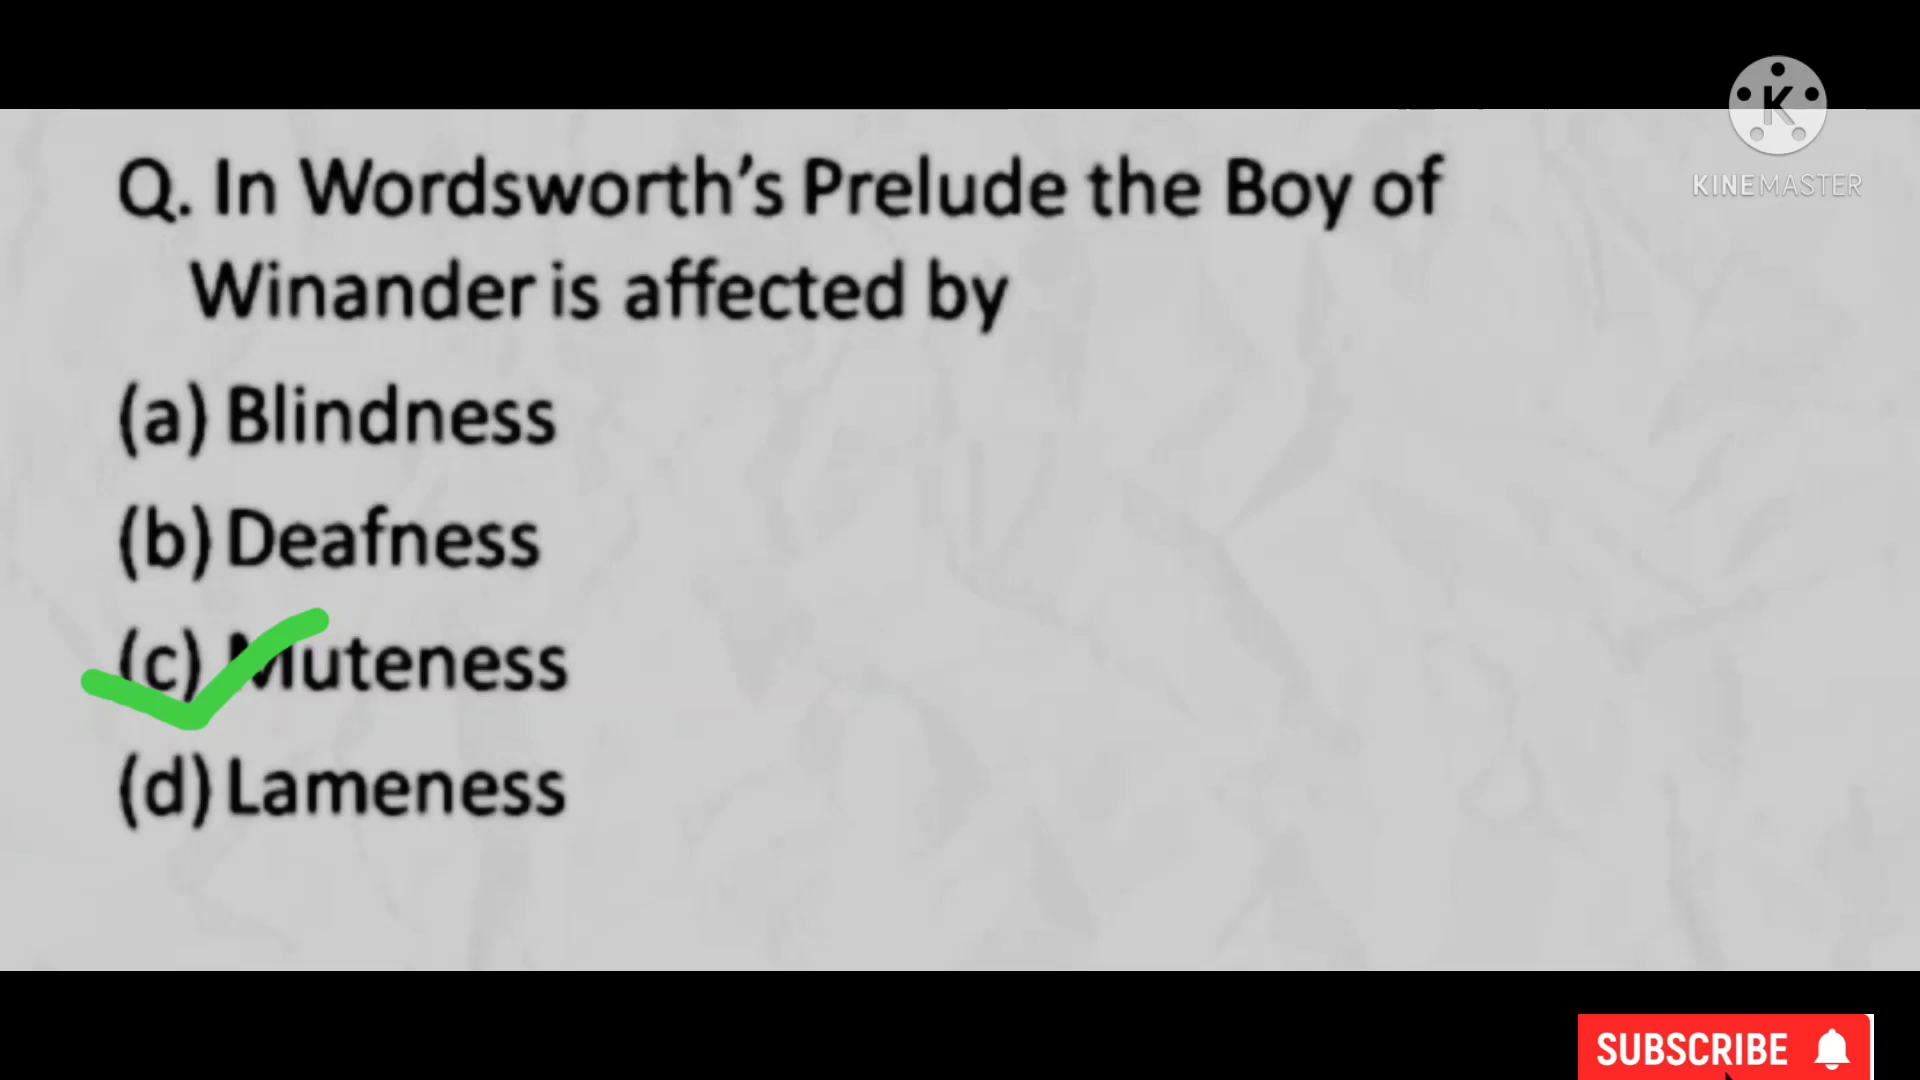 KINEMASTER
Q. In Wordsworth's Prelude the Boy of
Winander is affected by
(a) Blindness
(b) Deafness
(c) Muteness
(d) Lameness
SUBSCRIBE